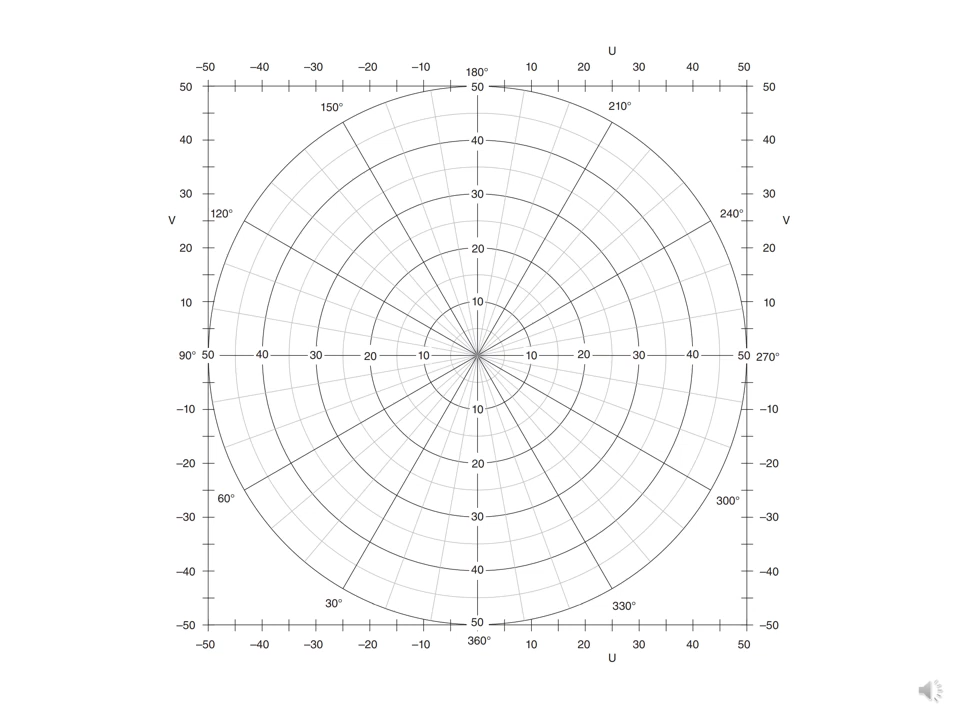 U
–50 –40 –30 –20 –10 10 20 30 40 50
180°
50 50 50
150° 210°
40 40 40
30 30 30
120° 240°
V V
20 20 20
10 10 10
90° 50 40 30 20 10 10 20 30 40 50 270°
–10 10 –10
–20 20 –20
60° 300°
–30 30 –30
–40 40 –40
30° 330°
–50 50 –50
360°
–50 –40 –30 –20 –10 10 20 30 40 50
U